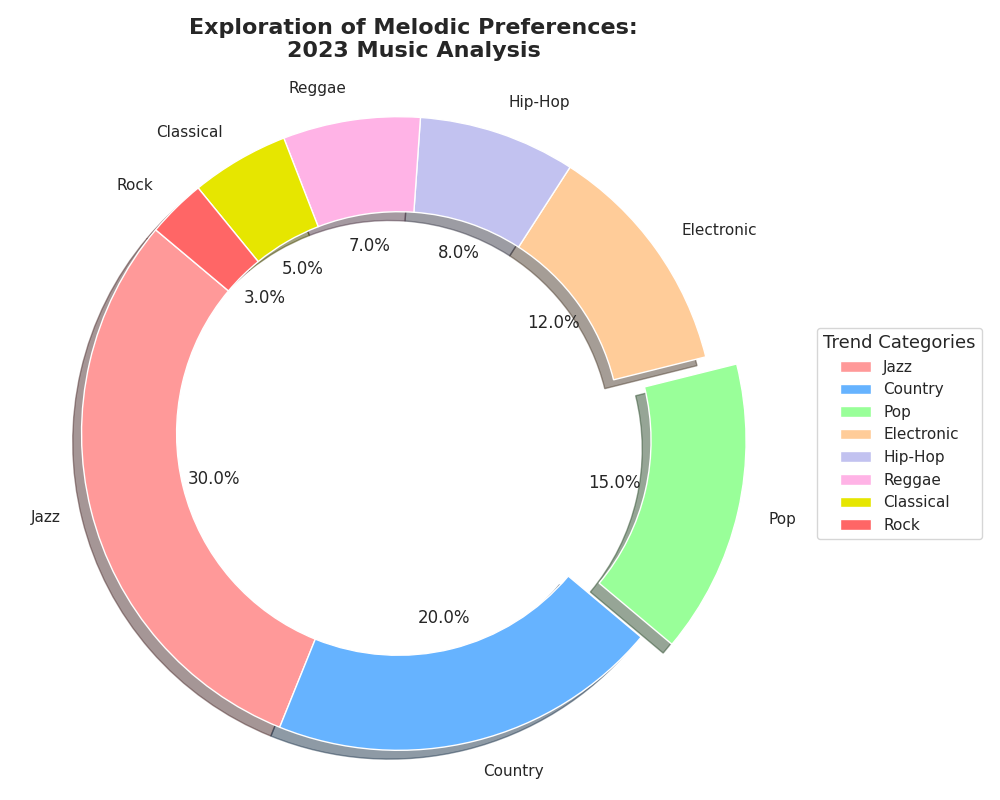 Exploration of Melodic Preferences:
2023 Music Analysis
Reggae
Hip-Hop
Classical
Rock
Electronic
7.0%
8.0%
5.0%
3.0%
12.0%
Trend Categories
Jazz
Country
Pop
Electronic
Hip-Hop
Reggae
Classical
Rock
30.0%
15.0%
Jazz
Pop
20.0%
Country